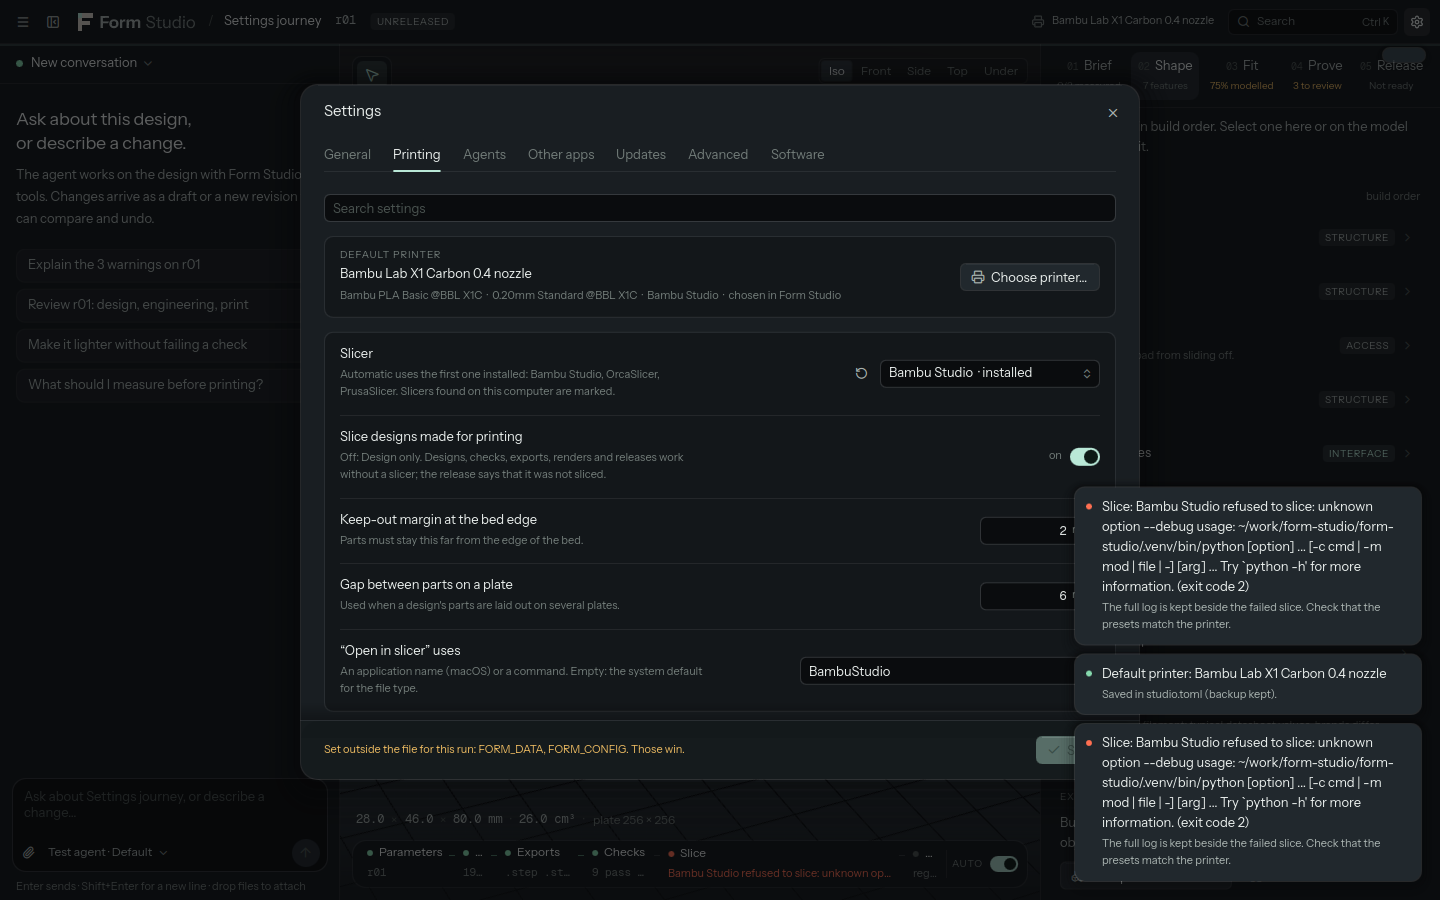 Form Studio / Settings journey r01 UNRELEASED
Bambu Lab X1 Carbon 0.4 nozzle
Search Ctrl K
New conversation
Ask about this design,
or describe a change.
The agent works on the design with Form Studio
tools. Changes arrive as a draft or a new revision
can compare and undo.
Explain the 3 warnings on r01
Review r01: design, engineering, print
Make it lighter without failing a check
What should I measure before printing?
Ask about Settings journey, or describe a
change...
Test agent · Default
Enter sends · Shift+Enter for a new line · drop files to attach
Iso Front Side Top Under
01 Brief 02 Shape 03 Fit 04 Prove 05 Release
7 features 75% modelled 3 to review Not ready
n build order. Select one here or on the model
it.
build order
STRUCTURE
STRUCTURE
ACCESS
ad from sliding off.
STRUCTURE
es INTERFACE
Settings
General Printing Agents Other apps Updates Advanced Software
Search settings
DEFAULT PRINTER
Bambu Lab X1 Carbon 0.4 nozzle
Bambu PLA Basic @BBL X1C · 0.20mm Standard @BBL X1C · Bambu Studio · chosen in Form Studio
Choose printer...
Slicer
Automatic uses the first one installed: Bambu Studio, OrcaSlicer,
PrusaSlicer. Slicers found on this computer are marked.
Bambu Studio · installed
Slice designs made for printing
Off: Design only. Designs, checks, exports, renders and releases work
without a slicer; the release says that it was not sliced.
on
Keep-out margin at the bed edge
Parts must stay this far from the edge of the bed.
2
Gap between parts on a plate
Used when a design's parts are laid out on several plates.
6
“Open in slicer” uses
An application name (macOS) or a command. Empty: the system default
for the file type.
BambuStudio
Set outside the file for this run: FORM_DATA, FORM_CONFIG. Those win.
Slice: Bambu Studio refused to slice: unknown
option --debug usage: ~/work/form-studio/form-
studio/.venv/bin/python [option] ... [-c cmd | -m
mod | file | -] [arg] ... Try `python -h' for more
information. (exit code 2)
The full log is kept beside the failed slice. Check that the
presets match the printer.
Default printer: Bambu Lab X1 Carbon 0.4 nozzle
Saved in studio.toml (backup kept).
Slice: Bambu Studio refused to slice: unknown
option --debug usage: ~/work/form-studio/form-
studio/.venv/bin/python [option] ... [-c cmd | -m
mod | file | -] [arg] ... Try `python -h' for more
information. (exit code 2)
The full log is kept beside the failed slice. Check that the
presets match the printer.
28.0 × 46.0 × 80.0 mm · 26.0 cm³ · plate 256 × 256
Parameters ... ... ... Exports ... Checks ... Slice ... ...
r01 19... .step .st... 9 pass ... Bambu Studio refused to slice: unknown op... reg...
AUTO